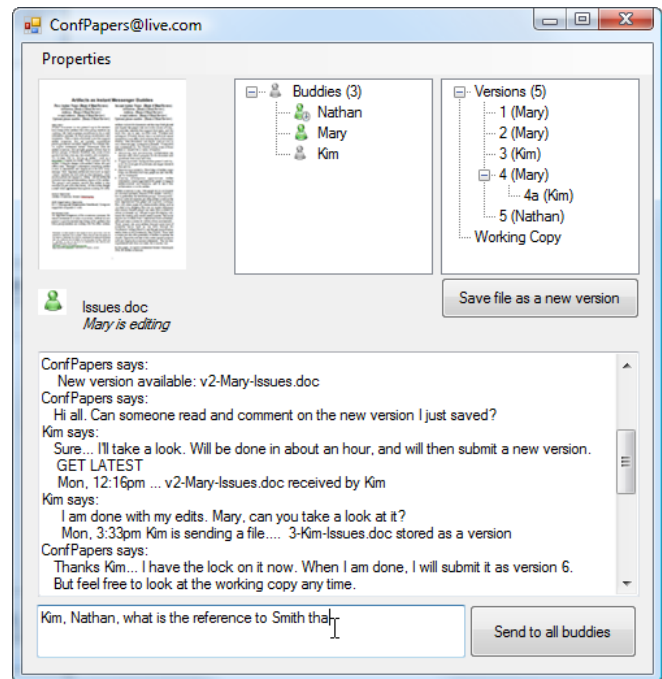 ConfPapers@live.com
Properties
Artifacts as Instant Messenger Buddies
Buddies (3)
Nathan
Mary
Kim
Versions (5)
1 (Mary)
2 (Mary)
3 (Kim)
4 (Mary)
4a (Kim)
5 (Nathan)
Working Copy
Issues.doc
Mary is editing
Save file as a new version
ConfPapers says:
New version available: v2-Mary-Issues.doc
ConfPapers says:
Hi all. Can someone read and comment on the new version I just saved?
Kim says:
Sure... I'll take a look. Will be done in about an hour, and will then submit a new version.
GET LATEST
Mon, 12:16pm ... v2-Mary-Issues.doc received by Kim
Kim says:
I am done with my edits. Mary, can you take a look at it?
Mon, 3:33pm Kim is sending a file.... 3-Kim-Issues.doc stored as a version
ConfPapers says:
Thanks Kim... I have the lock on it now. When I am done, I will submit it as version 6.
But feel free to look at the working copy any time.
Kim, Nathan, what is the reference to Smith tha
Send to all buddies